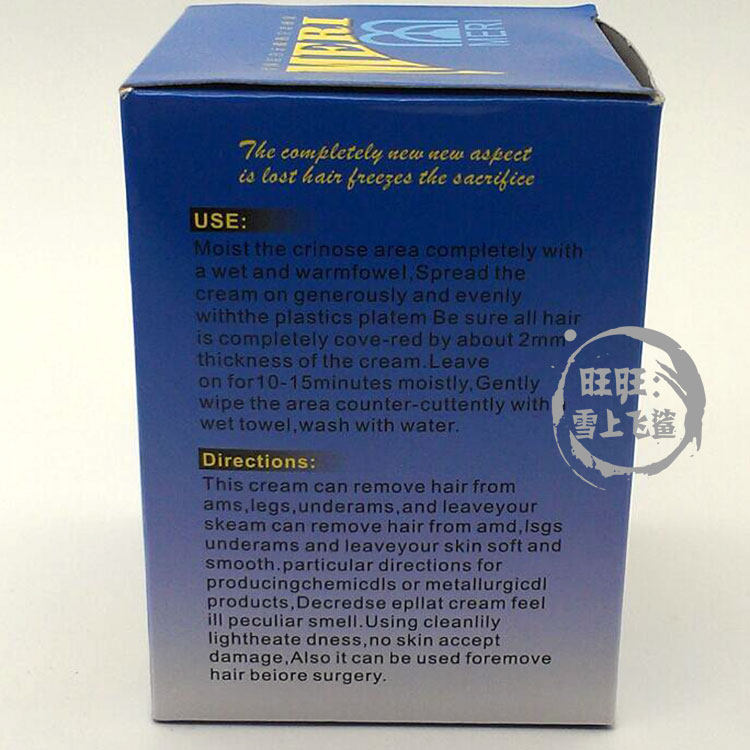 MERI
MERI
The completely new new aspect
is lost hair freezes the sacrifice
USE:
Moist the crinose area completely with
a wet and warmfowel,Spread the
cream on generously and evenly
withthe plastics platem Be sure all hair
is completely cove-red by about 2mm
thickness of the cream.Leave
on for10-15minutes moistly,Gently
wipe the area counter-cuttently with
wet towel,wash with water.
旺旺:
雪上飞鲨
Directions:
This cream can remove hair from
ams,legs,underams,and leaveyour
skeam can remove hair from amd,lsgs
underams and leaveyour skin soft and
smooth.particular directions for
producingchemicdls or metallurgicdl
products,Decredse epllat cream feel
ill peculiar smell.Using cleanlily
lightheate dness,no skin accept
damage,Also it can be used foremove
hair beiore surgery.